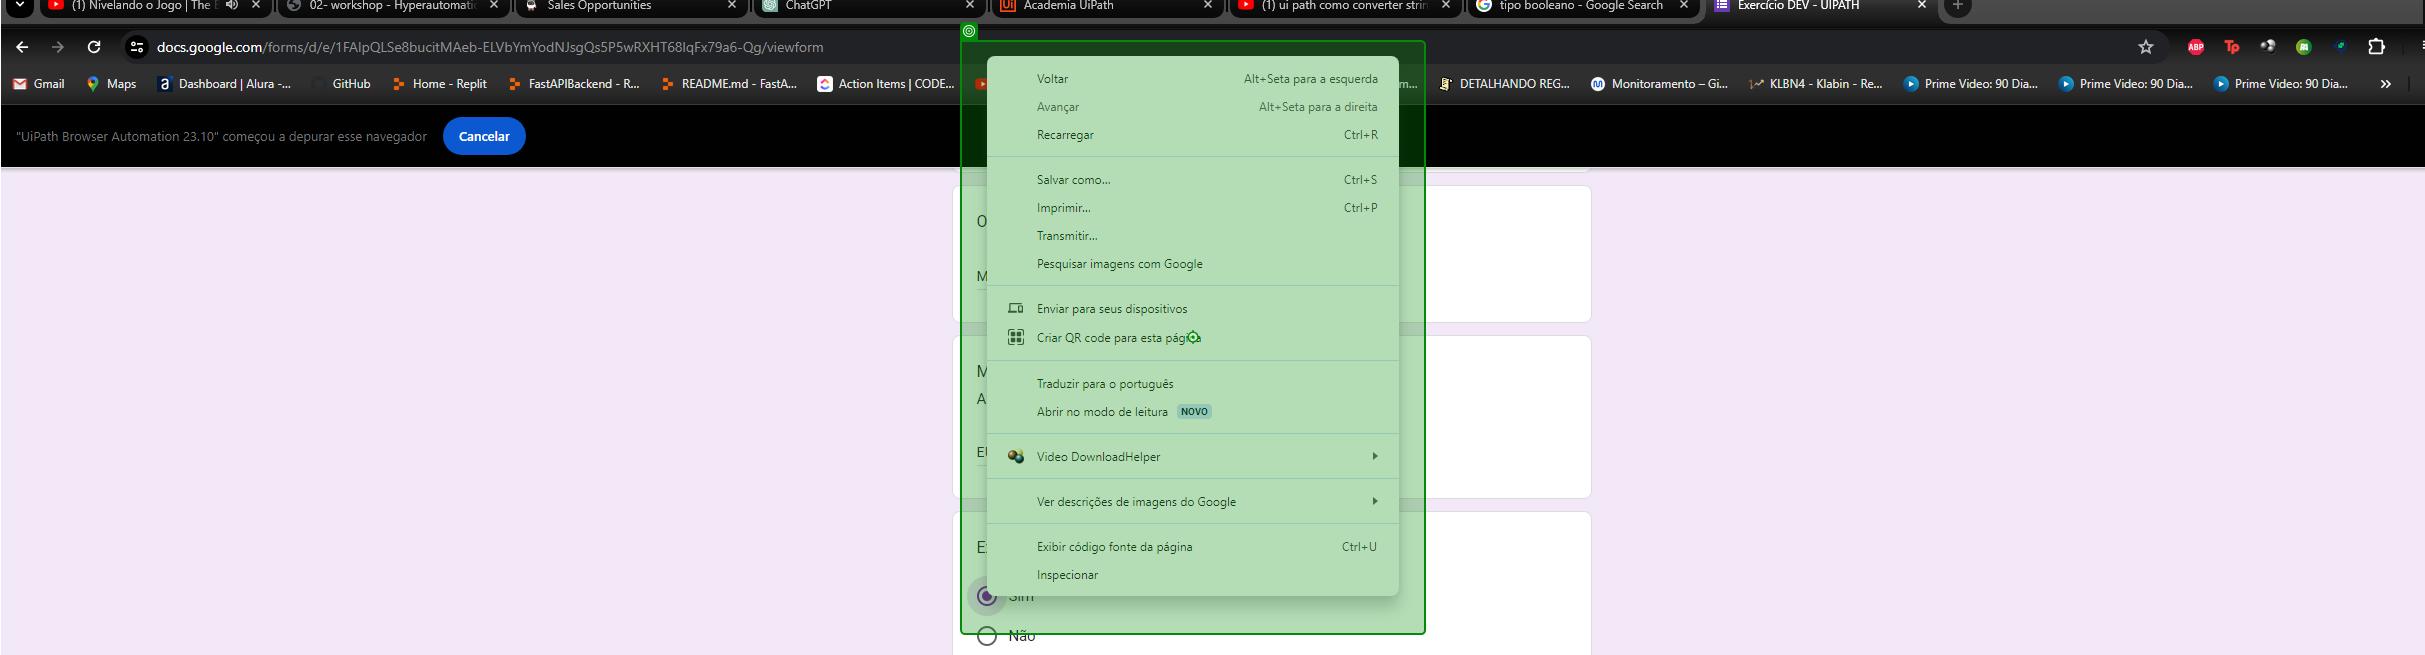 (1) Nivelando o Jogo | The B
02- workshop - Hyperautomatic
Sales Opportunities
ChatGPT
Academia UiPath
(1) ui path como converter strin
tipo booleano - Google Search
Exercício DEV - UIPATH
docs.google.com/forms/d/e/1FAIpQLSe8bucitMAeb-ELVbYmYodNJsgQs5P5wRXHT68IqFx79a6-Qg/viewform
ABP
Tp
Gmail
Maps
Dashboard | Alura -...
GitHub
Home - Replit
FastAPIBackend - R...
README.md - FastA...
Action Items | CODE...
m...
DETALHANDO REG...
Monitoramento – Gi...
KLBN4 - Klabin - Re...
Prime Video: 90 Dia...
Prime Video: 90 Dia...
Prime Video: 90 Dia...
"UiPath Browser Automation 23.10" começou a depurar esse navegador
Cancelar
Voltar Alt+Seta para a esquerda
Avançar Alt+Seta para a direita
Recarregar Ctrl+R
Salvar como... Ctrl+S
Imprimir... Ctrl+P
Transmitir...
Pesquisar imagens com Google
Enviar para seus dispositivos
Criar QR code para esta página
Traduzir para o português
Abrir no modo de leitura NOVO
Video DownloadHelper
Ver descrições de imagens do Google
Exibir código fonte da página Ctrl+U
Inspecionar
Sim
Não